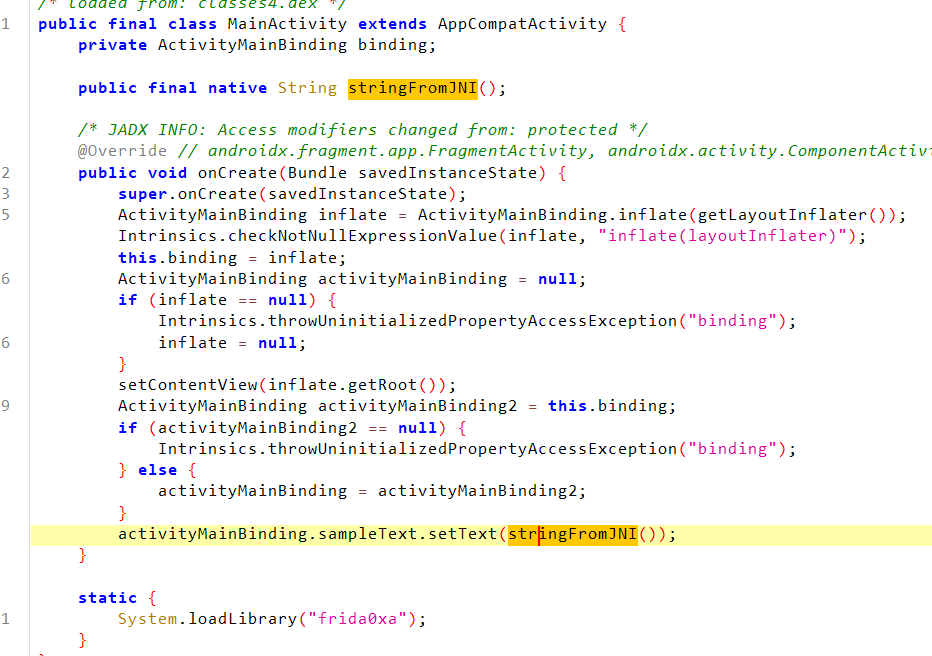 /* loaded from: classes4.dex */
1 public final class MainActivity extends AppCompatActivity {
private ActivityMainBinding binding;
public final native String stringFromJNI();
/* JADX INFO: Access modifiers changed from: protected */
@Override // androidx.fragment.app.FragmentActivity, androidx.activity.ComponentActivi
2 public void onCreate(Bundle savedInstanceState) {
3 super.onCreate(savedInstanceState);
5 ActivityMainBinding inflate = ActivityMainBinding.inflate(getLayoutInflater());
Intrinsics.checkNotNullExpressionValue(inflate, "inflate(layoutInflater)");
this.binding = inflate;
6 ActivityMainBinding activityMainBinding = null;
if (inflate == null) {
Intrinsics.throwUninitializedPropertyAccessException("binding");
6 inflate = null;
}
setContentView(inflate.getRoot());
9 ActivityMainBinding activityMainBinding2 = this.binding;
if (activityMainBinding2 == null) {
Intrinsics.throwUninitializedPropertyAccessException("binding");
} else {
activityMainBinding = activityMainBinding2;
}
activityMainBinding.sampleText.setText(stringFromJNI());
}
static {
1 System.loadLibrary("frida0xa");
}